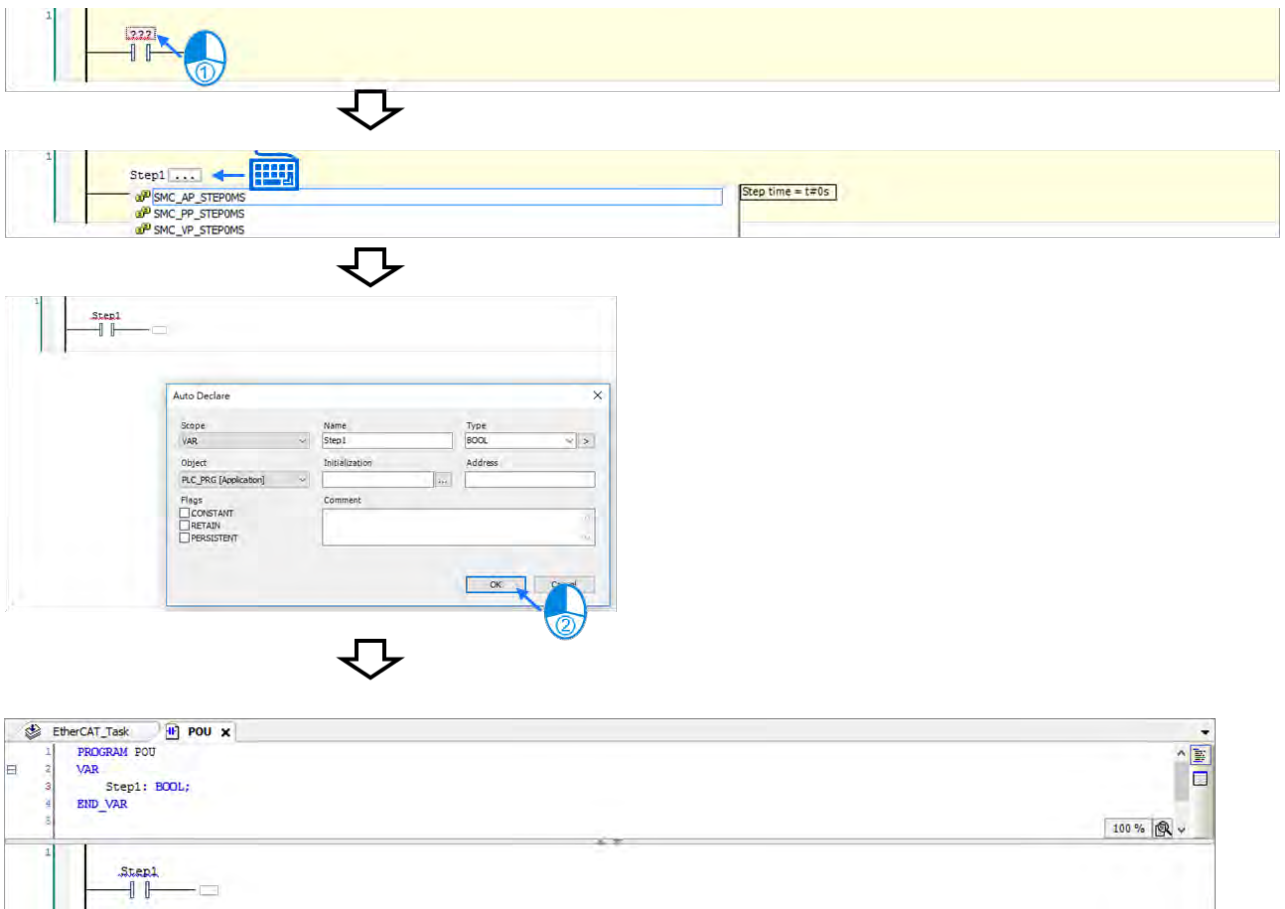 1
???
①
1
Step1 ...
SMC_AP_STEP0MS
Step time = t#0s
SMC_PP_STEP0MS
SMC_VP_STEP0MS
1
Step1
Auto Declare
Scope Name Type
VAR Step1 BOOL >
Object Initialization Address
PLC_PRG [Application] ...
Flags Comment
CONSTANT
RETAIN
PERSISTENT
OK Cancel
②
EtherCAT_Task POU x
1 PROGRAM POU
2 VAR
3 Step1: BOOL;
4 END_VAR
5
100 %
1
Step1